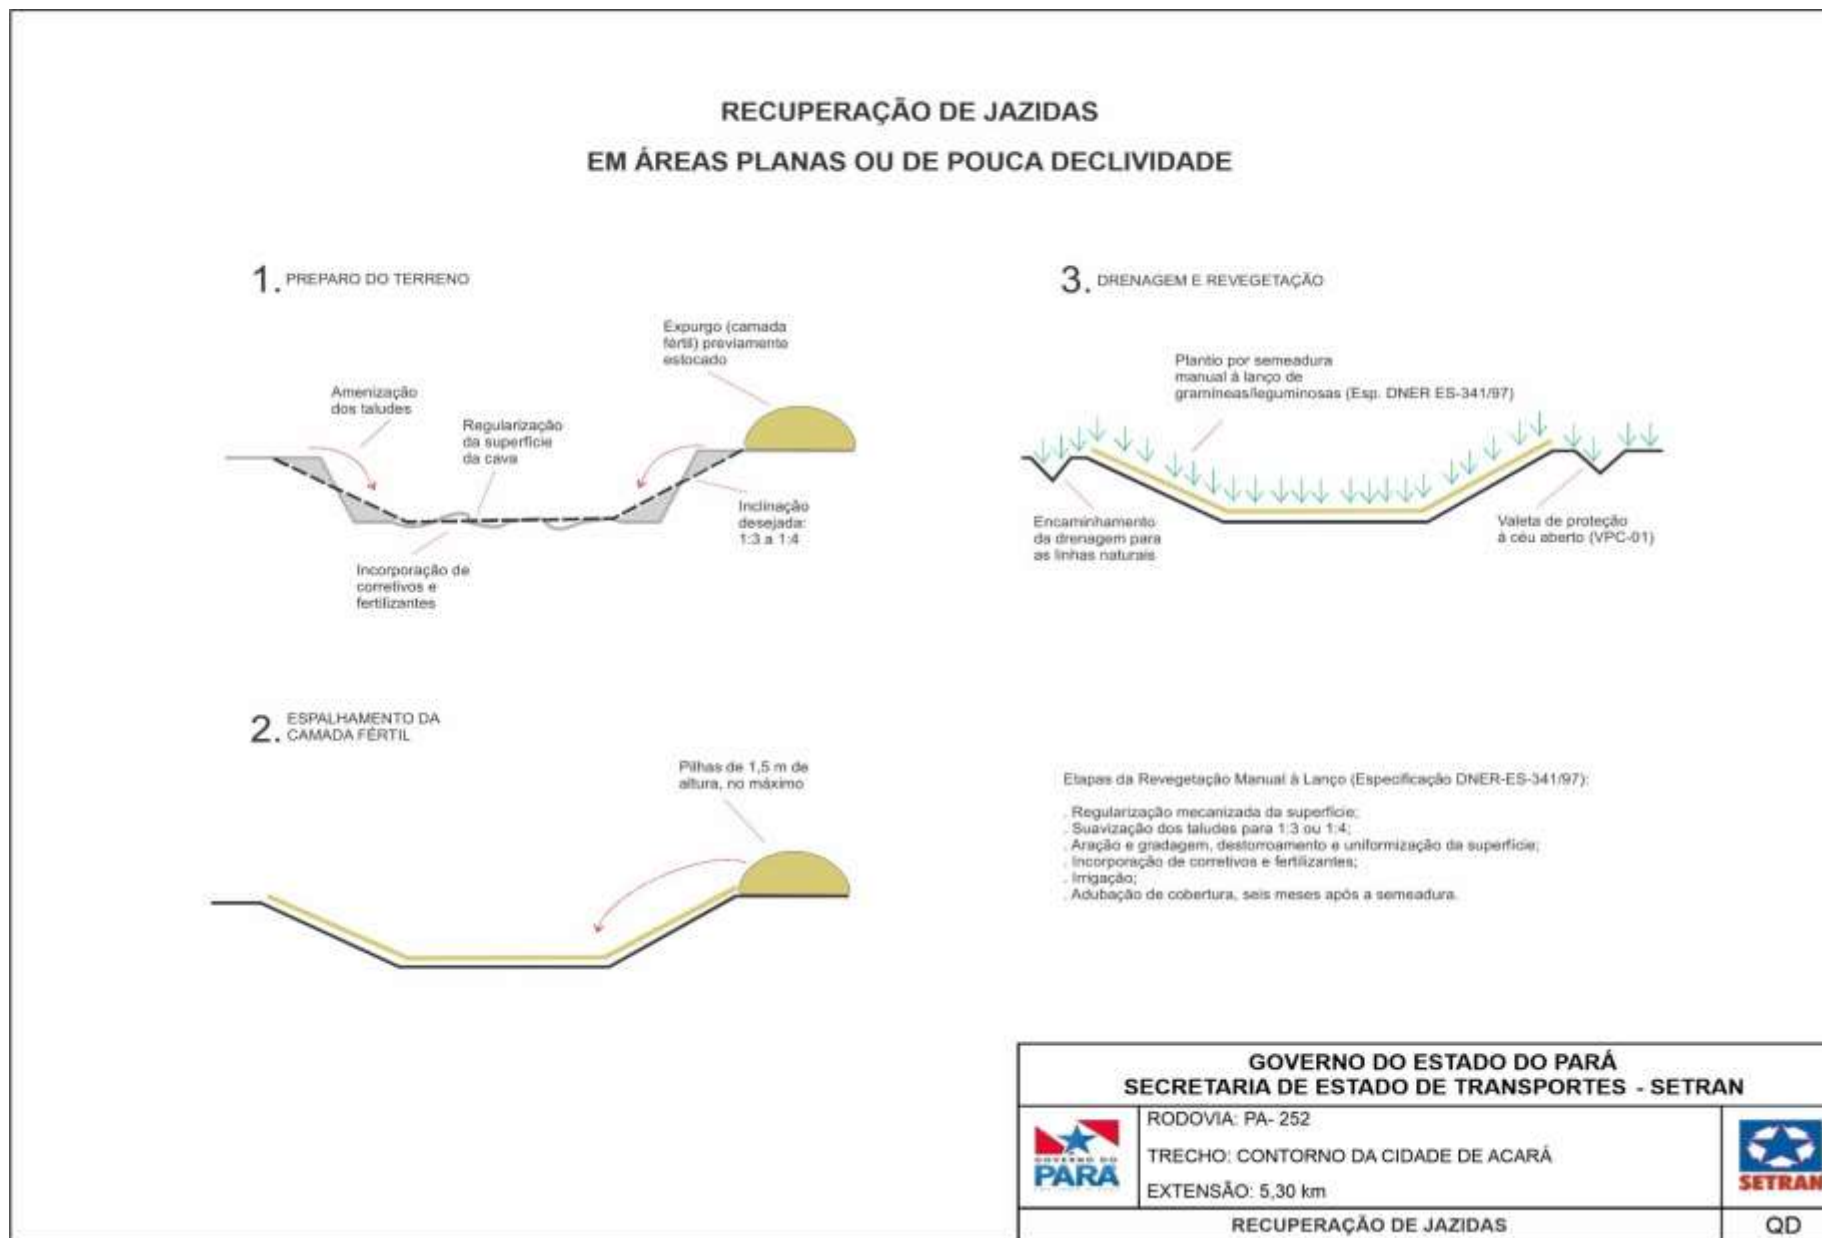 RECUPERAÇÃO DE JAZIDAS
EM ÁREAS PLANAS OU DE POUCA DECLIVIDADE
1. PREPARO DO TERRENO
Expurgo (camada
fértil) previamente
estocado
Amenização
dos taludes
Regularização
da superfície
da cava
Inclinação
desejada:
1:3 a 1:4
Incorporação de
corretivos e
fertilizantes
2. ESPALHAMENTO DA
CAMADA FÉRTIL
Pilhas de 1,5 m de
altura, no máximo
3. DRENAGEM E REVEGETAÇÃO
Plantio por semeadura
manual à lanço de
gramíneas/leguminosas (Esp. DNER ES-341/97)
Encaminhamento
da drenagem para
as linhas naturais
Valeta de proteção
à céu aberto (VPC-01)
Etapas da Revegetação Manual à Lanço (Especificação DNER-ES-341/97):
. Regularização mecanizada da superfície;
. Suavização dos taludes para 1:3 ou 1:4;
. Aração e gradagem, destorroamento e uniformização da superfície;
. Incorporação de corretivos e fertilizantes;
. Irrigação;
. Adubação de cobertura, seis meses após a semeadura.
GOVERNO DO ESTADO DO PARÁ
SECRETARIA DE ESTADO DE TRANSPORTES - SETRAN
GOVERNO DO
PARÁ
RODOVIA: PA- 252
TRECHO: CONTORNO DA CIDADE DE ACARÁ
EXTENSÃO: 5,30 km
SETRAN
RECUPERAÇÃO DE JAZIDAS
QD